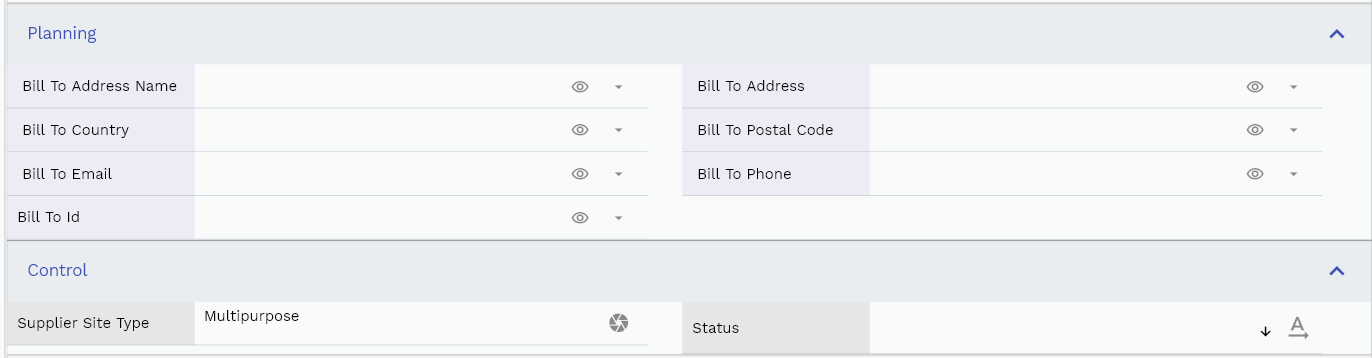 Planning
Bill To Address Name
Bill To Address
Bill To Country
Bill To Postal Code
Bill To Email
Bill To Phone
Bill To Id
Control
Supplier Site Type
Multipurpose
Status
A